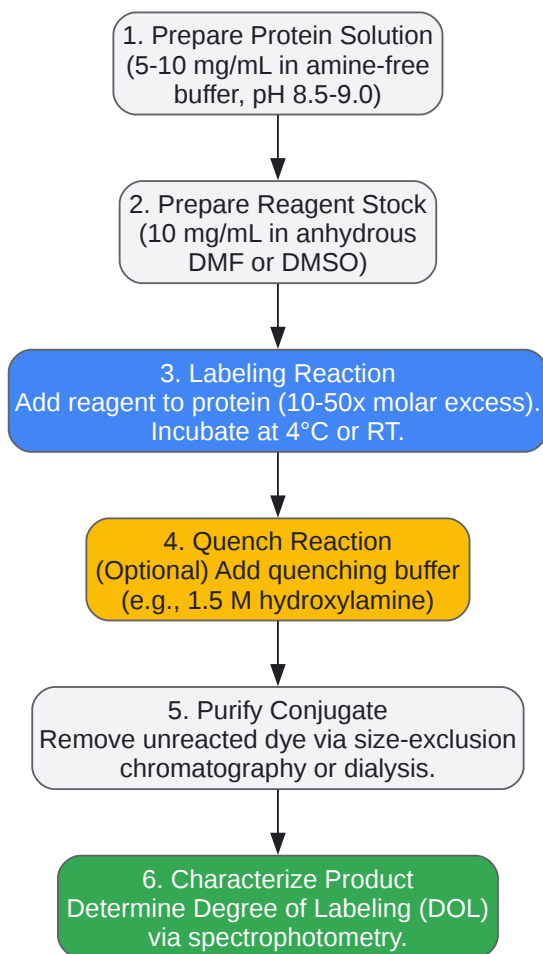 1. Prepare Protein Solution
(5-10 mg/mL in amine-free
buffer, pH 8.5-9.0)
2. Prepare Reagent Stock
(10 mg/mL in anhydrous
DMF or DMSO)
3. Labeling Reaction
Add reagent to protein (10-50x molar excess).
Incubate at 4°C or RT.
4. Quench Reaction
(Optional) Add quenching buffer
(e.g., 1.5 M hydroxylamine)
5. Purify Conjugate
Remove unreacted dye via size-exclusion
chromatography or dialysis.
6. Characterize Product
Determine Degree of Labeling (DOL)
via spectrophotometry.